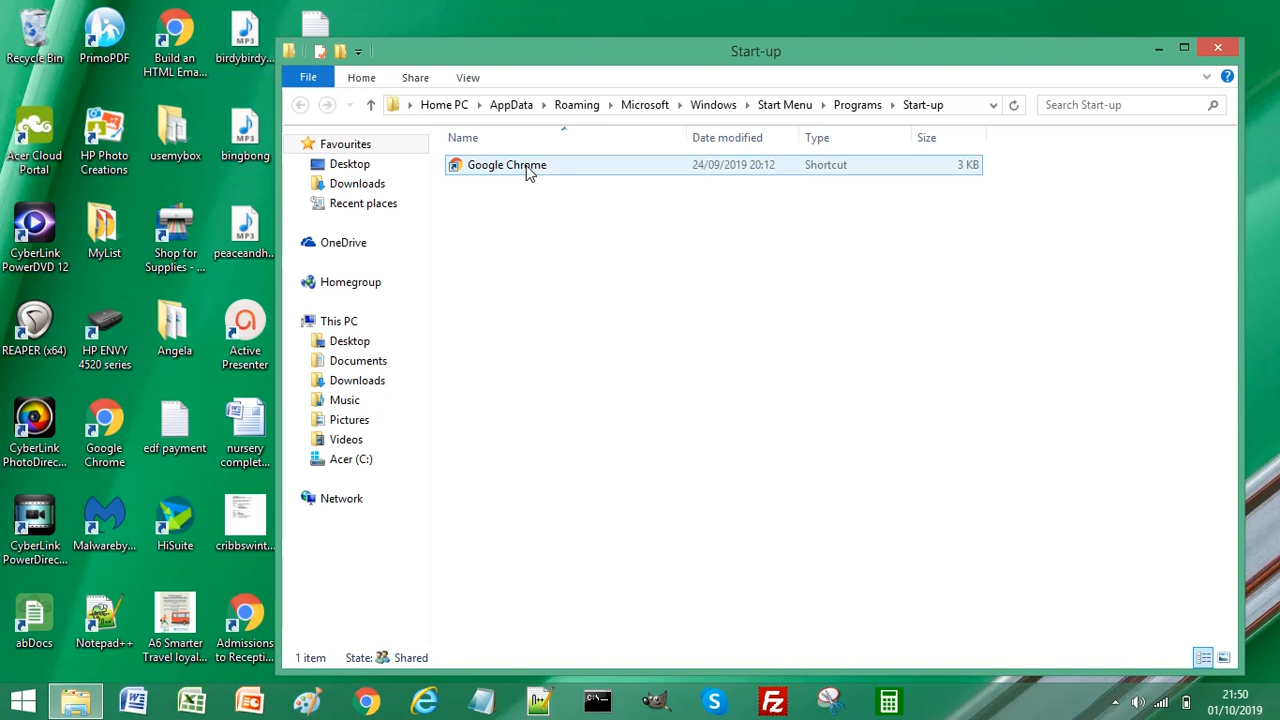 Recycle Bin
PrimoPDF
Build an
HTML Ema...
birdybirdy...
Acer Cloud
Portal
HP Photo
Creations
usemybox
bingbong
CyberLink
PowerDVD 12
MyList
Shop for
Supplies - ...
peaceandh...
REAPER (x64)
HP ENVY
4520 series
Angela
Active
Presenter
CyberLink
PhotoDirec...
Google
Chrome
edf payment
nursery
complet...
CyberLink
PowerDirec...
Malwareby...
HiSuite
cribbswint...
abDocs
Notepad++
A6 Smarter
Travel loyal...
Admissions
to Recepti...
MP3
MP3
MP3
Start-up
File Home Share View
Home PC AppData Roaming Microsoft Windows Start Menu Programs Start-up
Search Start-up
Name Date modified Type Size
Google Chrome 24/09/2019 20:12 Shortcut 3 KB
Favourites
Desktop
Downloads
Recent places
OneDrive
Homegroup
This PC
Desktop
Documents
Downloads
Music
Pictures
Videos
Acer (C:)
Network
1 item State: Shared
21:50
01/10/2019